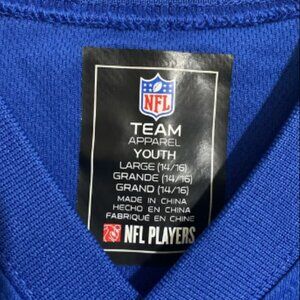 NFL
TEAM
APPAREL
YOUTH
LARGE (14/16)
GRANDE (14/16)
GRAND (14/16)
MADE IN CHINA
HECHO EN CHINA
FABRIQUÉ EN CHINE
NFL PLAYERS